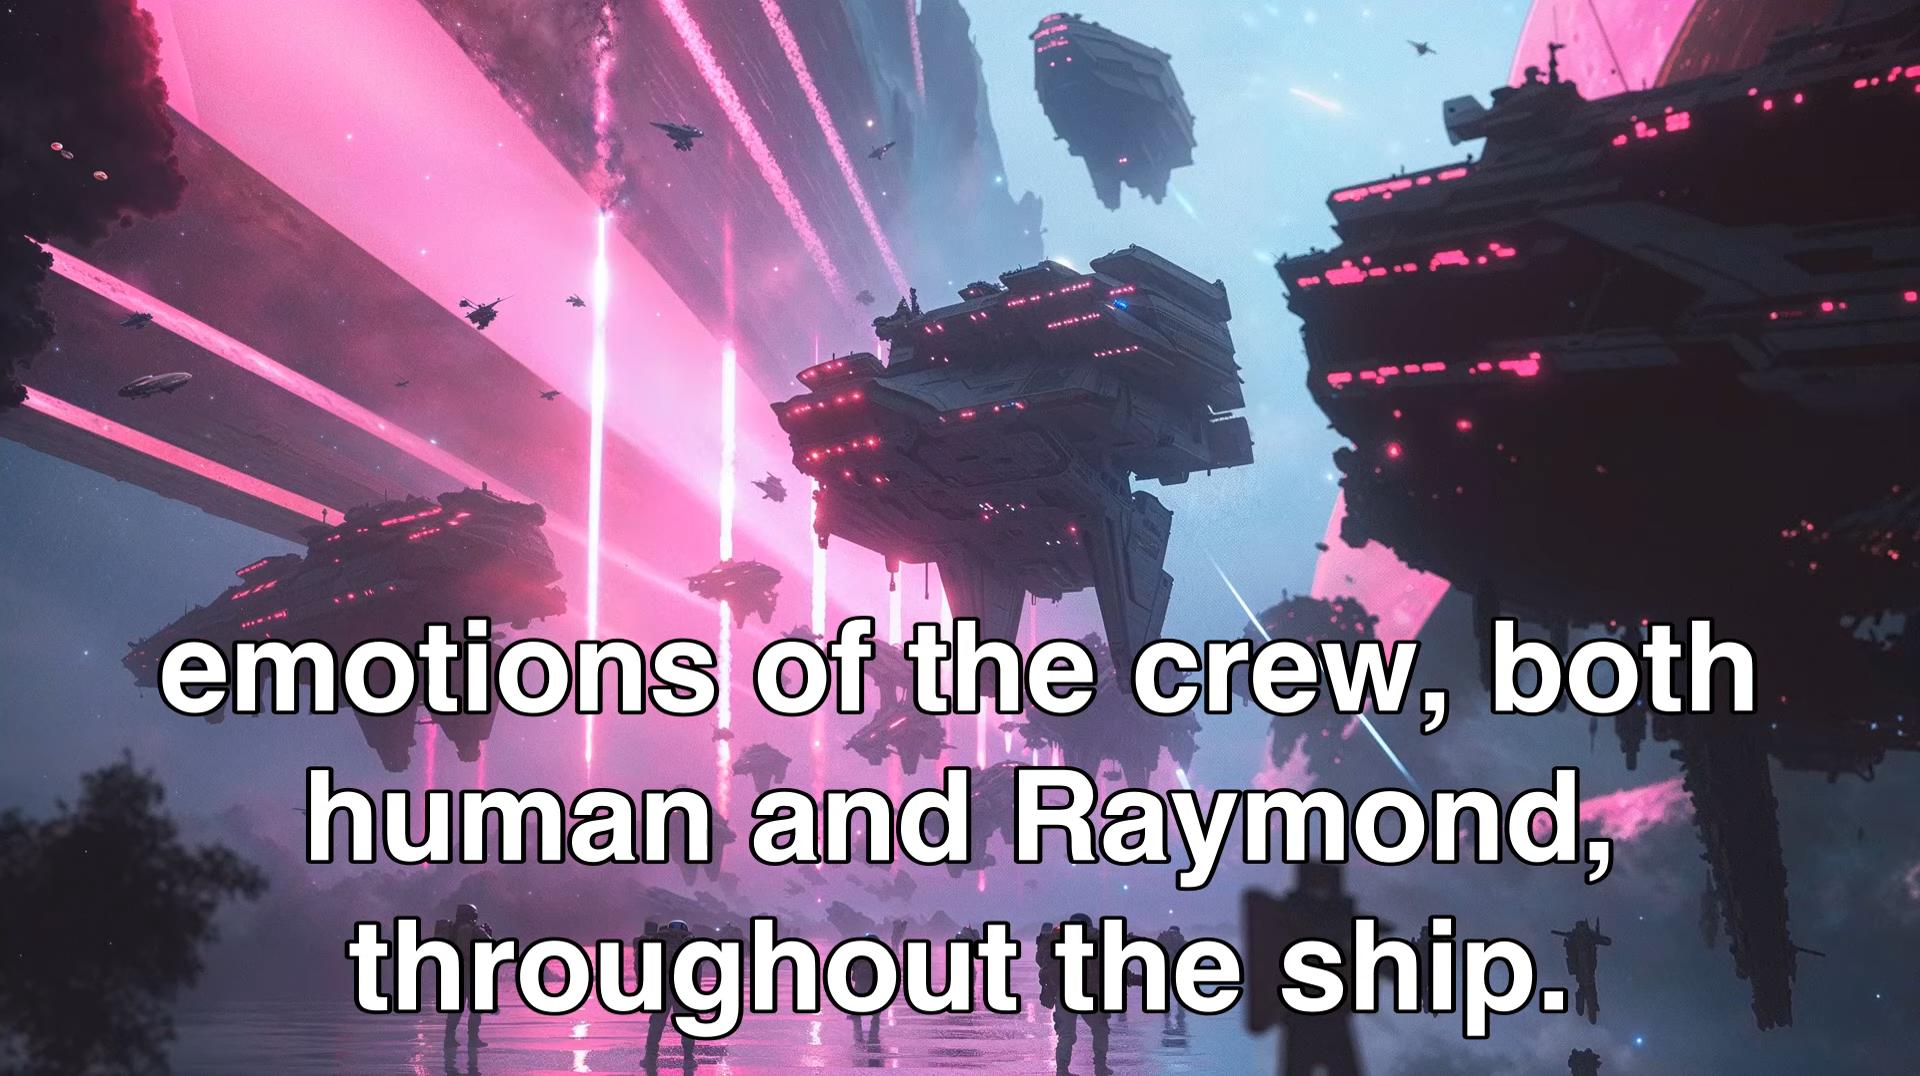 emotions of the crew, both
human and Raymond,
throughout the ship.